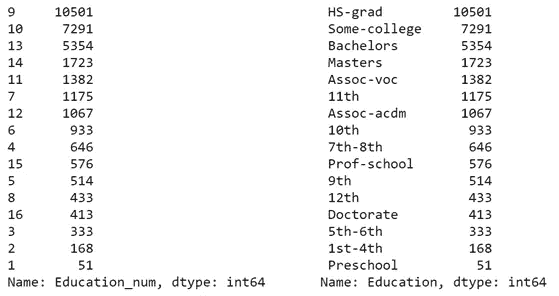 9 10501 HS-grad 10501
10 7291 Some-college 7291
13 5354 Bachelors 5354
14 1723 Masters 1723
11 1382 Assoc-voc 1382
7 1175 11th 1175
12 1067 Assoc-acdm 1067
6 933 10th 933
4 646 7th-8th 646
15 576 Prof-school 576
5 514 9th 514
8 433 12th 433
16 413 Doctorate 413
3 333 5th-6th 333
2 168 1st-4th 168
1 51 Preschool 51
Name: Education_num, dtype: int64 Name: Education, dtype: int64